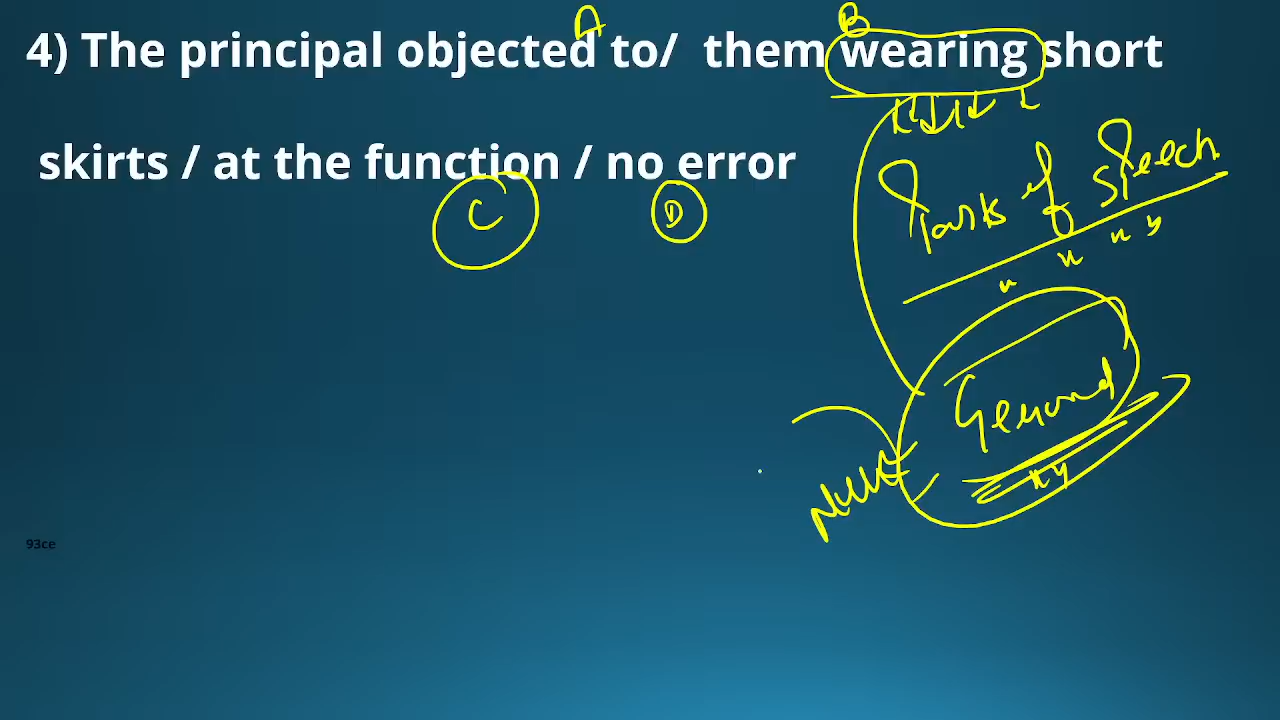 A B
4) The principal objected to/ them wearing short
skirts / at the function / no error
C D
Parts of Speech
Gerund
93ce